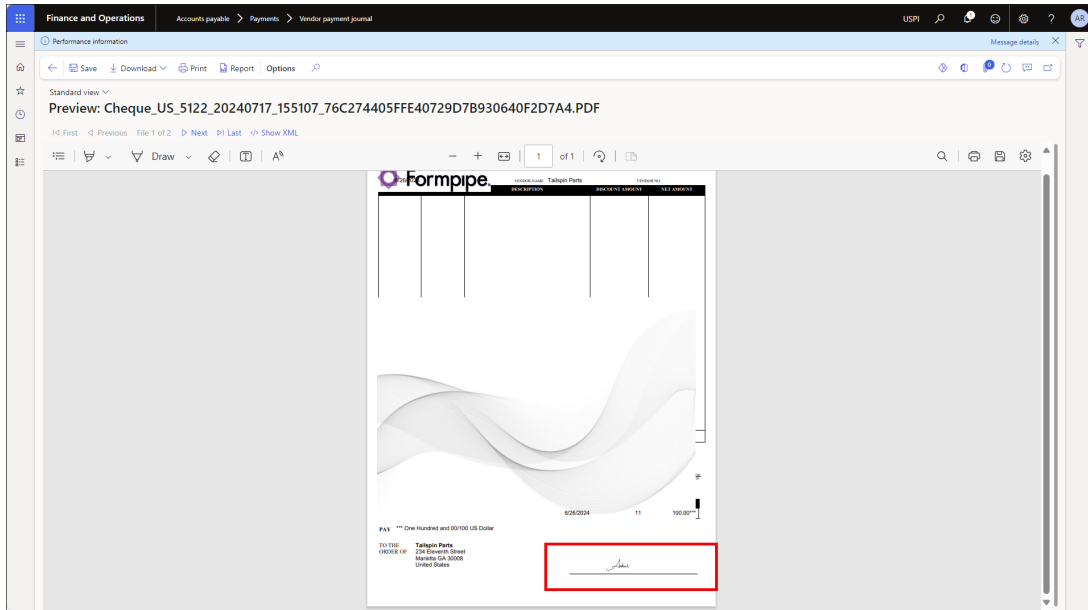 Finance and Operations
Accounts payable > Payments > Vendor payment journal
USPI
1
?
AR
Performance information
Message details
Save
Download
Print
Report
Options
0
Standard view
Preview: Cheque_US_5122_20240717_155107_76C274405FFE40729D7B930640F2D7A4.PDF
First
Previous
File 1 of 2
Next
Last
Show XML
Draw
1
of 1
Formpipe.
VENDOR NAME
Tailspin Parts
VENDOR NO.
DESCRIPTION
DISCOUNT AMOUNT
NET AMOUNT
6/26/2024
11
100.00***
PAY
*** One Hundred and 00/100 US Dollar
TO THE
ORDER OF
Tailspin Parts
234 Eleventh Street
Marietta GA 30008
United States